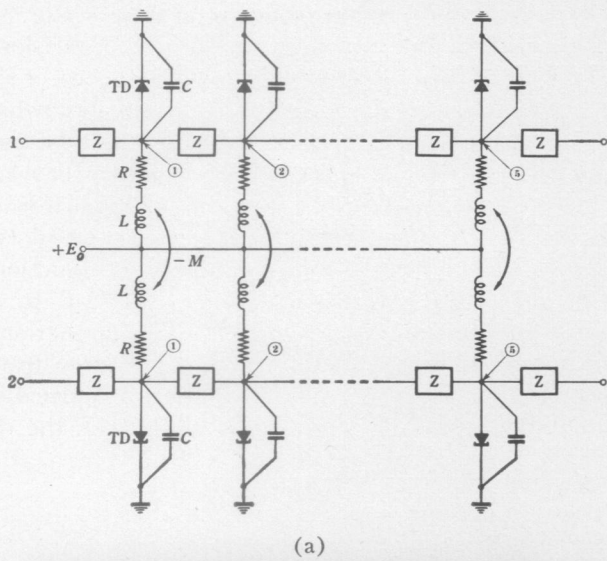 TD C
1 Z ① Z ② Z ⑤ Z
R
L
+E₀ −M
L
R ① ② ⑤
2 Z Z Z Z
TD C
(a)